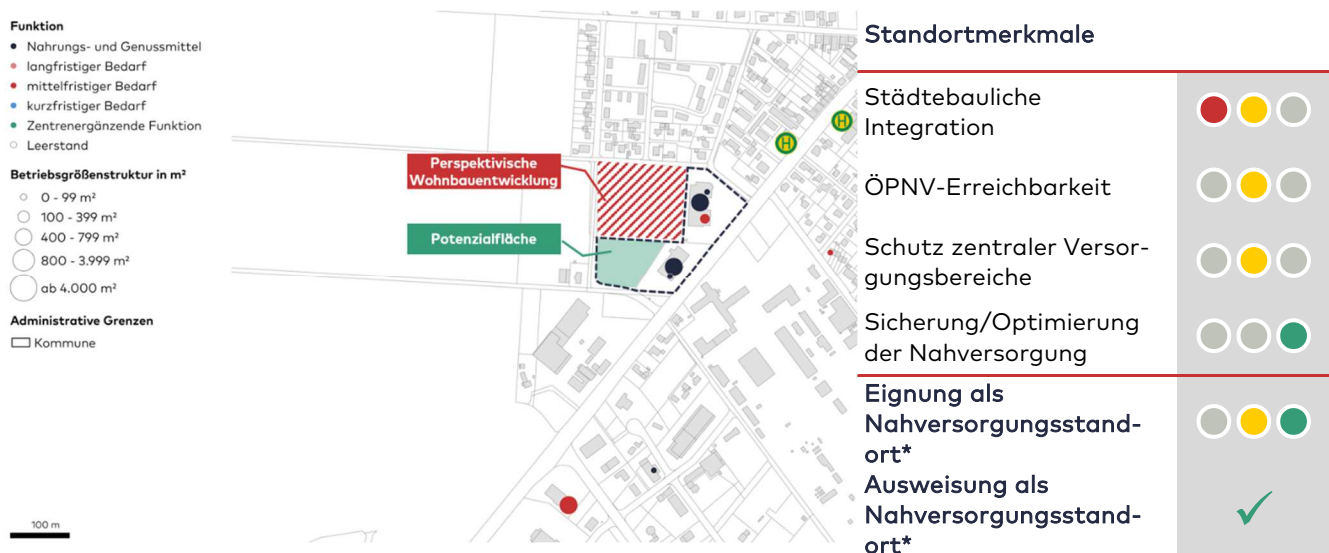 Funktion
Nahrungs- und Genussmittel
langfristiger Bedarf
mittelfristiger Bedarf
kurzfristiger Bedarf
Zentrenergänzende Funktion
Leerstand
Betriebsgrößenstruktur in m²
0 - 99 m²
100 - 399 m²
400 - 799 m²
800 - 3.999 m²
ab 4.000 m²
Administrative Grenzen
Kommune
100 m
Perspektivische
Wohnbauentwicklung
Potenzialfläche
H
H
Standortmerkmale
Städtebauliche
Integration
ÖPNV-Erreichbarkeit
Schutz zentraler Versor-
gungsbereiche
Sicherung/Optimierung
der Nahversorgung
Eignung als
Nahversorgungsstand-
ort*
Ausweisung als
Nahversorgungsstand-
ort*